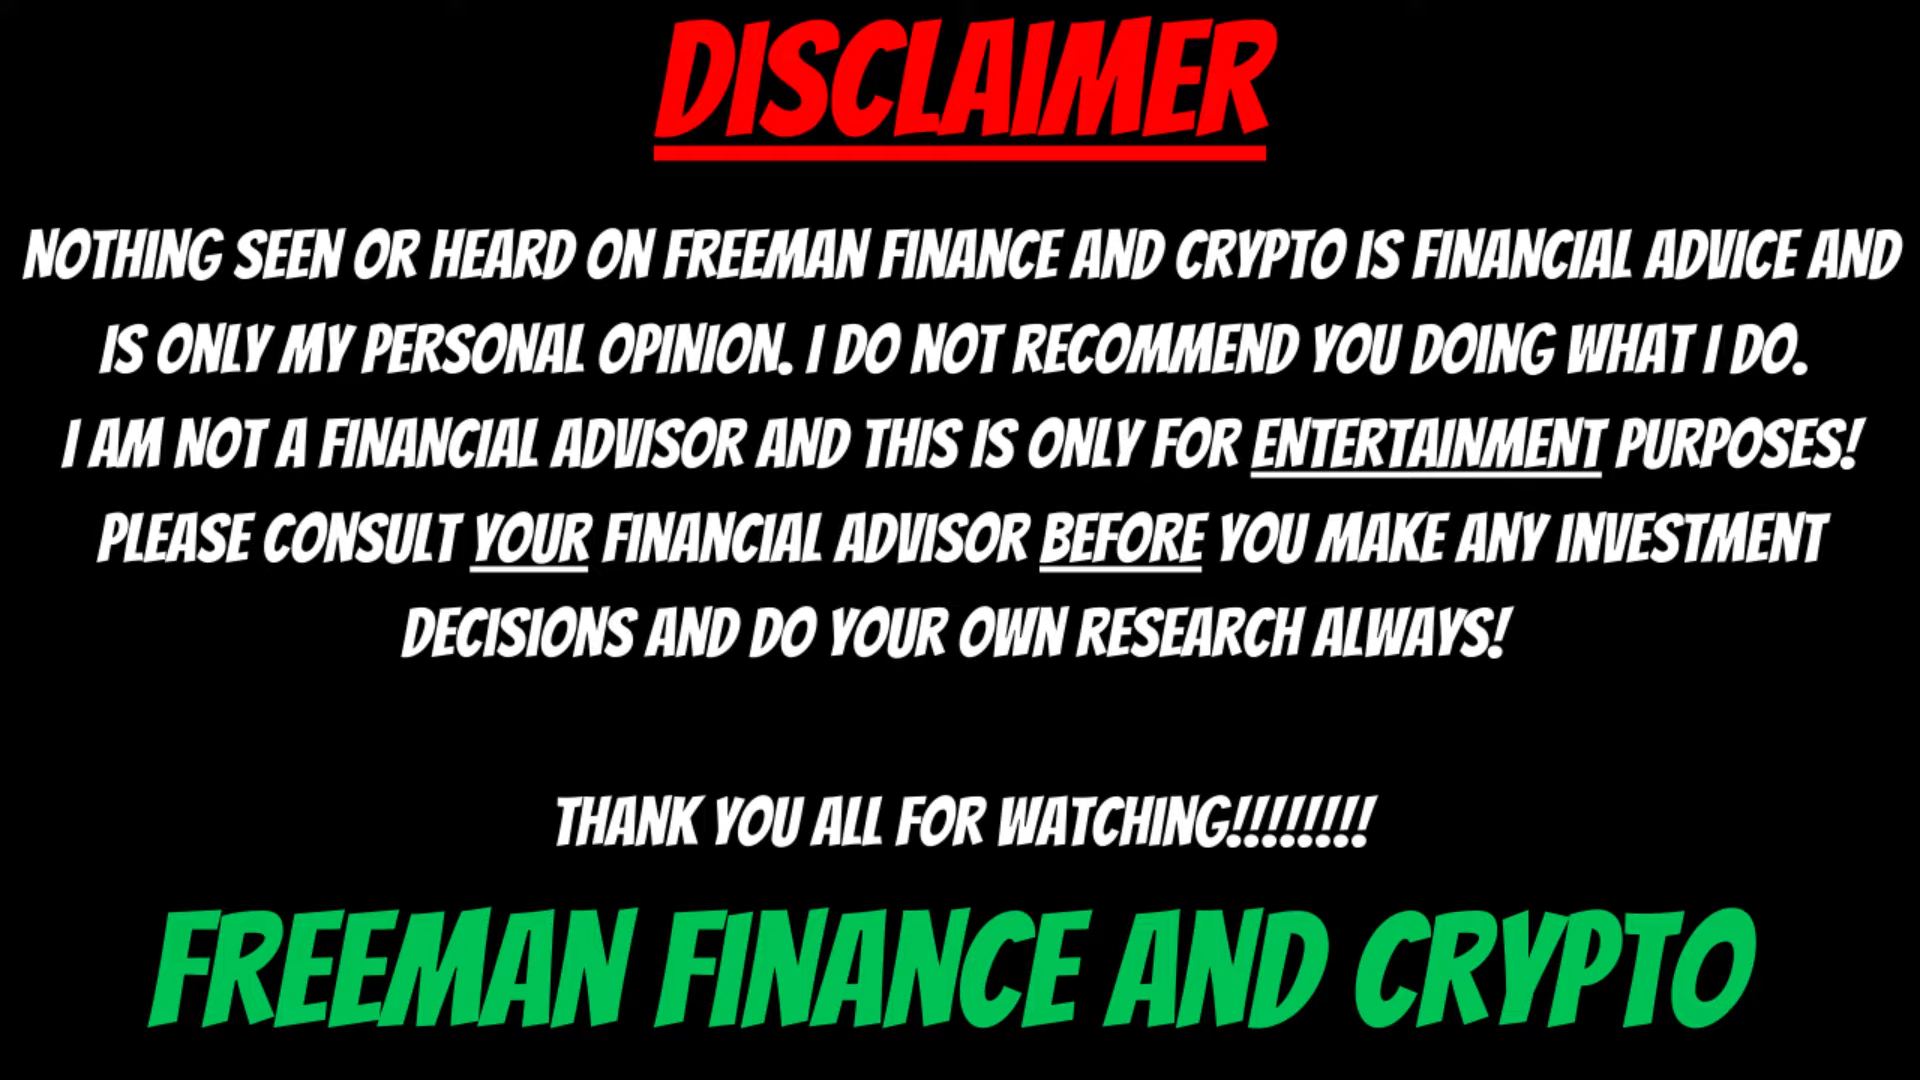 DISCLAIMER
NOTHING SEEN OR HEARD ON FREEMAN FINANCE AND CRYPTO IS FINANCIAL ADVICE AND
IS ONLY MY PERSONAL OPINION. I DO NOT RECOMMEND YOU DOING WHAT I DO.
I AM NOT A FINANCIAL ADVISOR AND THIS IS ONLY FOR ENTERTAINMENT PURPOSES!
PLEASE CONSULT YOUR FINANCIAL ADVISOR BEFORE YOU MAKE ANY INVESTMENT
DECISIONS AND DO YOUR OWN RESEARCH ALWAYS!
THANK YOU ALL FOR WATCHING!!!!!!!!!
FREEMAN FINANCE AND CRYPTO